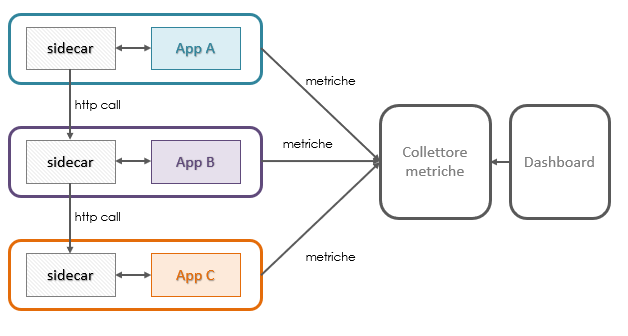 sidecar
App A
metriche
http call
sidecar
App B
metriche
Collettore
metriche
Dashboard
http call
sidecar
App C
metriche